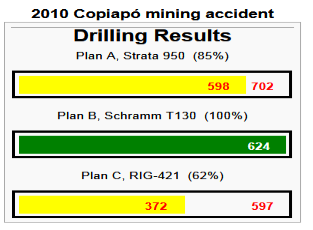 2010 Copiapó mining accident
Drilling Results
Plan A, Strata 950 (85%)
598 702
Plan B, Schramm T130 (100%)
624
Plan C, RIG-421 (62%)
372 597